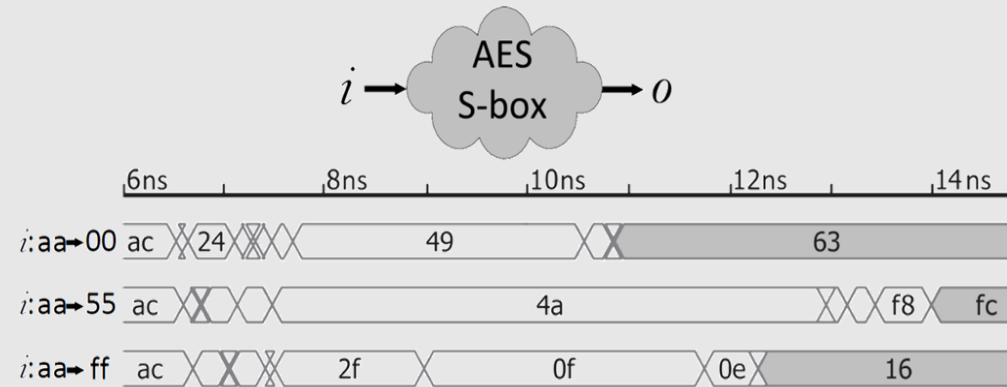 AES
i → S-box → o
6ns 8ns 10ns 12ns 14ns
i:aa→00 ac 24 49 63
i:aa→55 ac 4a f8 fc
i:aa→ff ac 2f 0f 0e 16